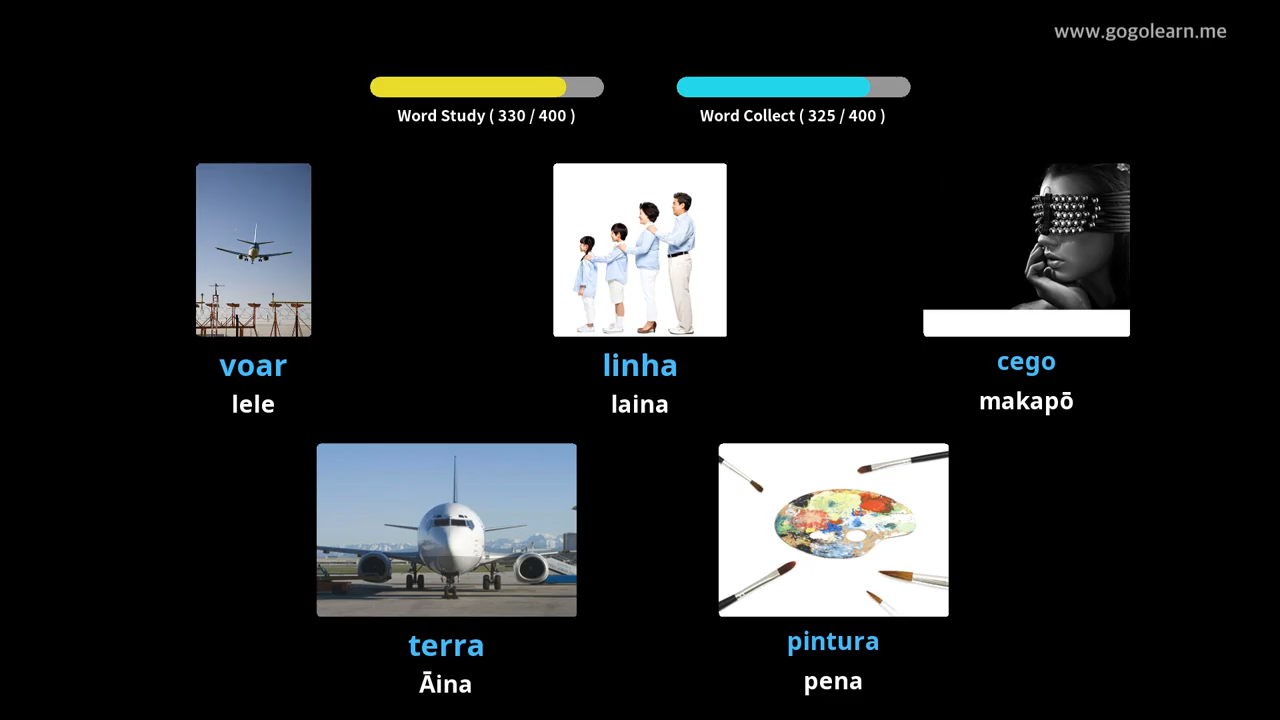 www.gogolearn.me
Word Study ( 330 / 400 )
Word Collect ( 325 / 400 )
voar
lele
linha
laina
cego
makapō
terra
Āina
pintura
pena